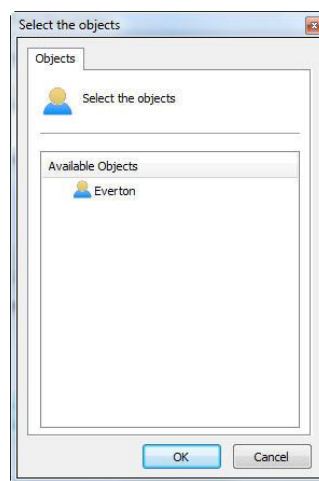 Select the objects
Objects
Select the objects
Available Objects
Everton
OK
Cancel